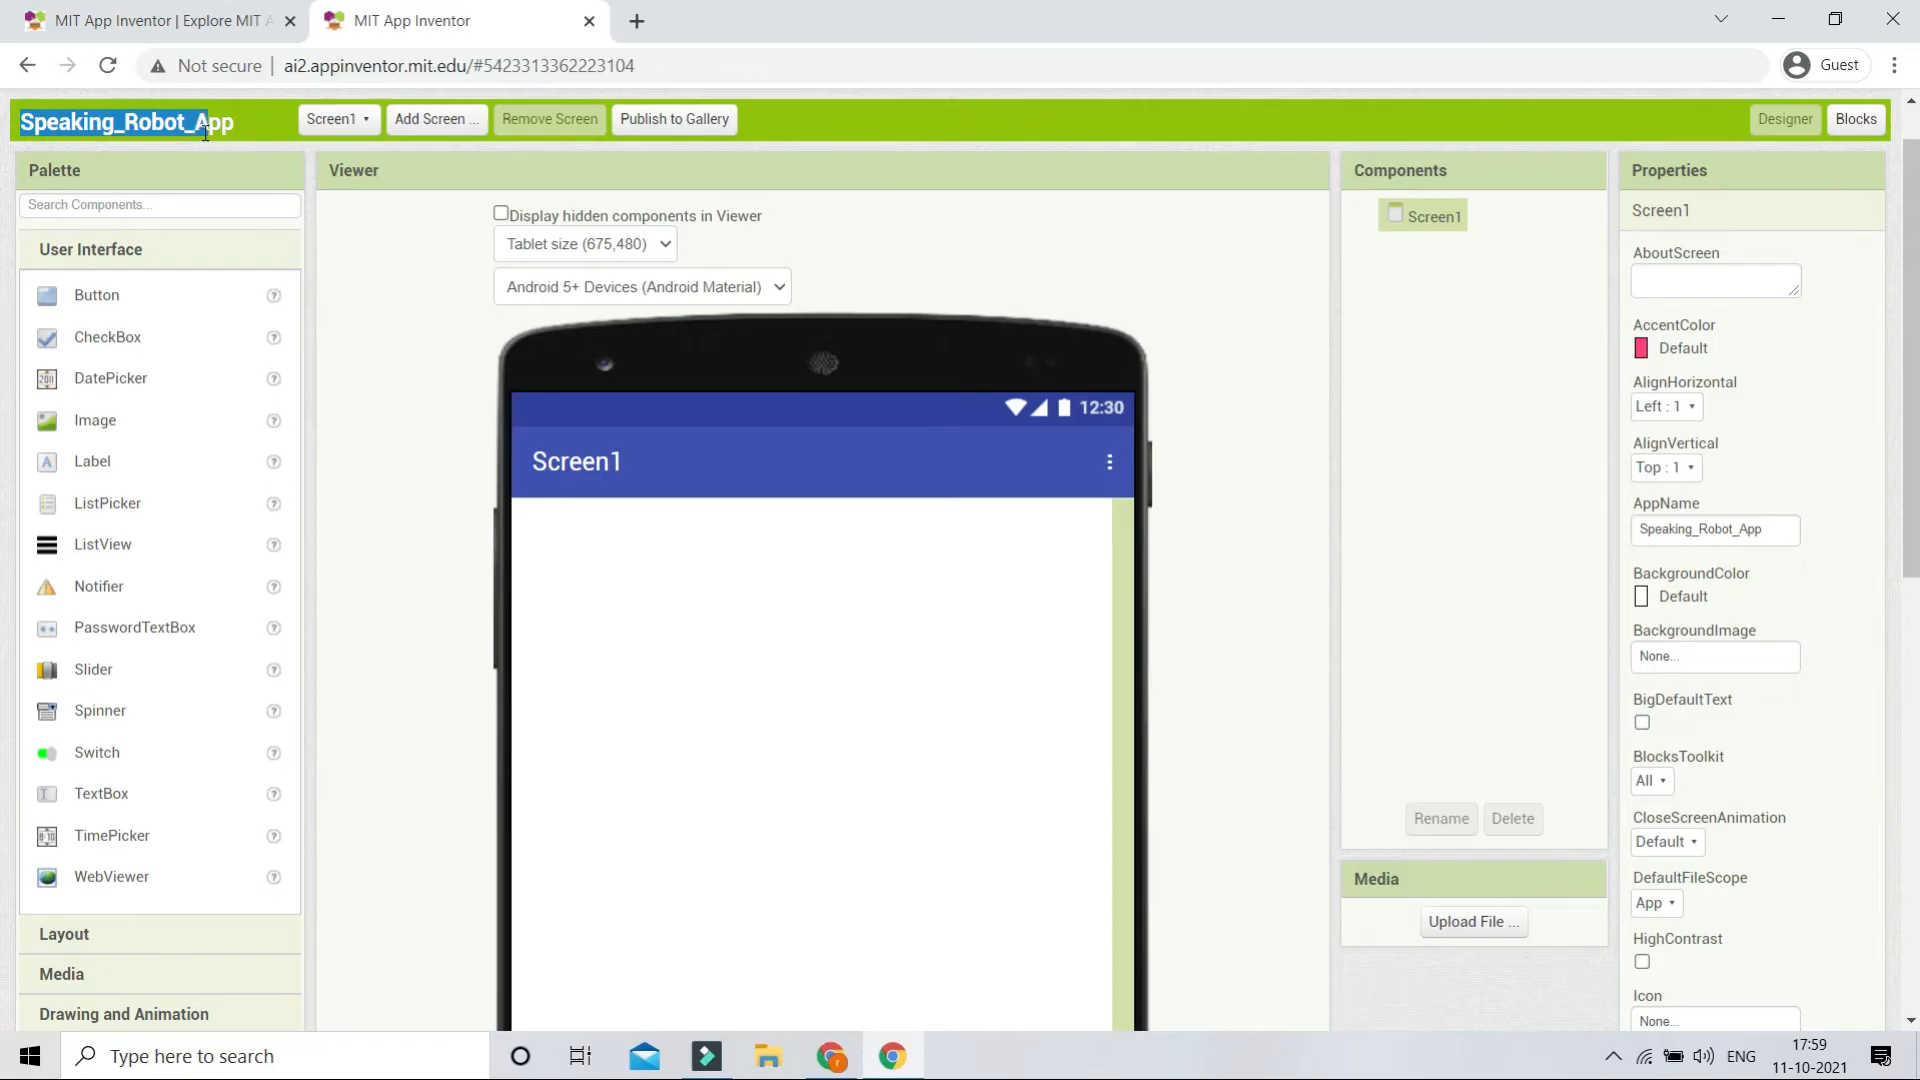 MIT App Inventor | Explore MIT A
MIT App Inventor
Not secure
ai2.appinventor.mit.edu/#5423313362223104
Guest
Speaking_Robot_App
Screen1
Add Screen ...
Remove Screen
Publish to Gallery
Designer
Blocks
Palette
Search Components...
User Interface
Button
CheckBox
DatePicker
Image
Label
ListPicker
ListView
Notifier
PasswordTextBox
Slider
Spinner
Switch
TextBox
TimePicker
WebViewer
Layout
Media
Drawing and Animation
Viewer
Display hidden components in Viewer
Tablet size (675,480)
Android 5+ Devices (Android Material)
12:30
Screen1
Components
Screen1
Rename
Delete
Media
Upload File ...
Properties
Screen1
AboutScreen
AccentColor
Default
AlignHorizontal
Left : 1
AlignVertical
Top : 1
AppName
Speaking_Robot_App
BackgroundColor
Default
BackgroundImage
None...
BigDefaultText
BlocksToolkit
All
CloseScreenAnimation
Default
DefaultFileScope
App
HighContrast
Icon
None...
Type here to search
ENG
17:59
11-10-2021